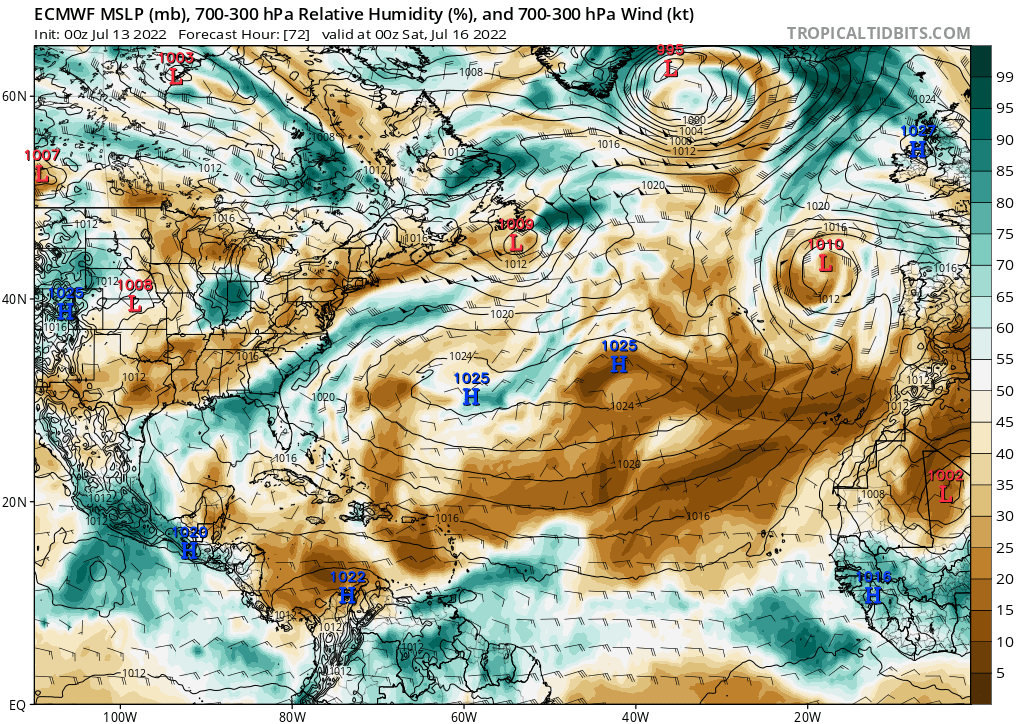 ECMWF MSLP (mb), 700-300 hPa Relative Humidity (%), and 700-300 hPa Wind (kt)
Init: 00z Jul 13 2022 Forecast Hour: [72] valid at 00z Sat, Jul 16 2022
TROPICALTIDBITS.COM
1003
L
995
L
1008
1024
99
60N
95
1000
1004
1008
1008
1027
H
90
1007
L
1012
1016
1012
85
1012
1012
1020
80
1016
1020
1012
1009
L
1016
75
1012
1010
L
70
1016
1012
1025
H
1008
L
40N
1012
65
1016
1020
60
1016
1024
1025
H
55
1012
1025
H
1012
50
1020
1024
1012
45
1016
1020
40
1012
1002
L
35
20N
1008
1012
1016
1016
30
1020
H
25
1022
H
1016
H
20
1012
15
1012
1012
10
1012
1012
5
EQ
100W
80W
60W
40W
20W